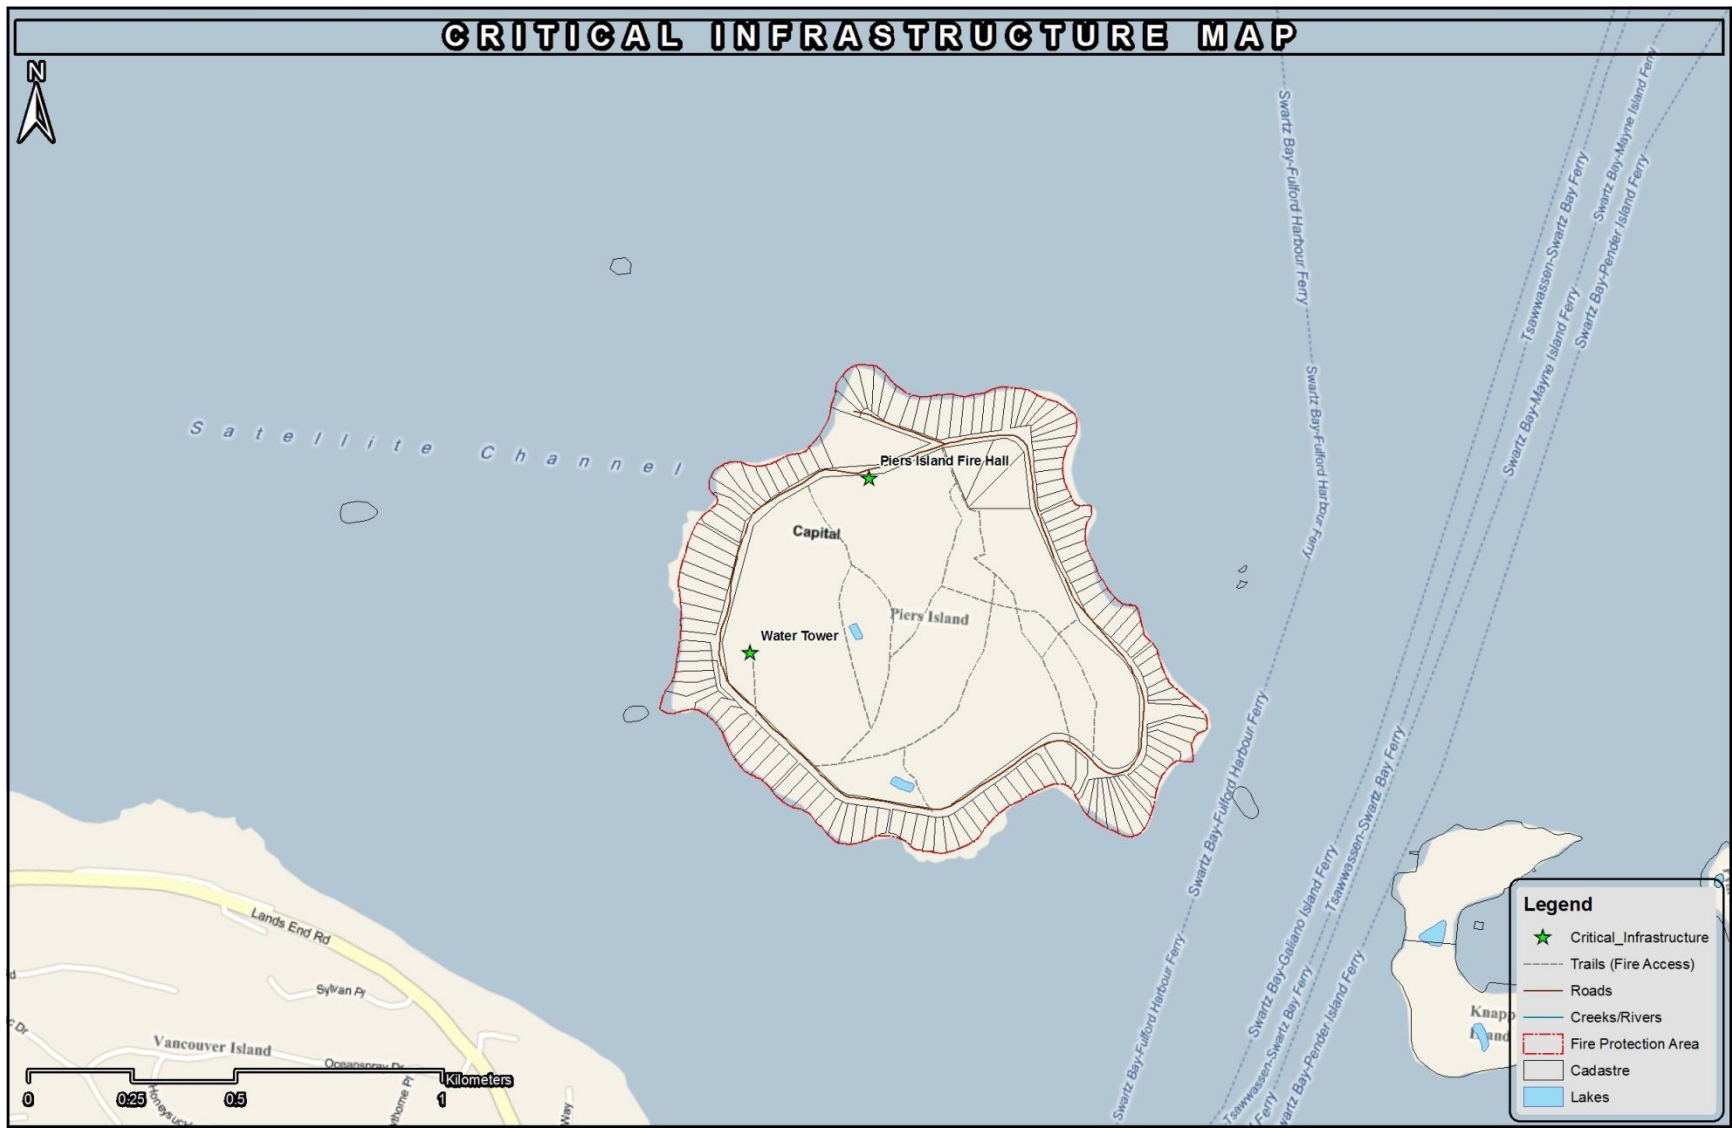 CRITICAL INFRASTRUCTURE MAP
N
Swartz Bay-Fulford Harbour Ferry
Tsawwassen-Swartz Bay Ferry
Swartz Bay-Mayne Island Ferry
Swartz Bay-Pender Island Ferry
Swartz Bay-Mayne Island Ferry
Swartz Bay-Fulford Harbour Ferry
Satellite Channel
Piers Island Fire Hall
Capital
Piers Island
Water Tower
Swartz Bay-Fulford Harbour Ferry
Tsawwassen-Swartz Bay Ferry
Swartz Bay-Galiano Island Ferry
Swartz Bay-Fulford Harbour Ferry
Tsawwassen-Swartz Bay Ferry
Swartz Bay-Pender Island Ferry
Lands End Rd
Sylvan Pl
Vancouver Island
Oceanspray Dr
Way
Kilometers
0 0.25 0.5 1
Knapp
Legend
Critical_Infrastructure
Trails (Fire Access)
Roads
Creeks/Rivers
Fire Protection Area
Cadastre
Lakes